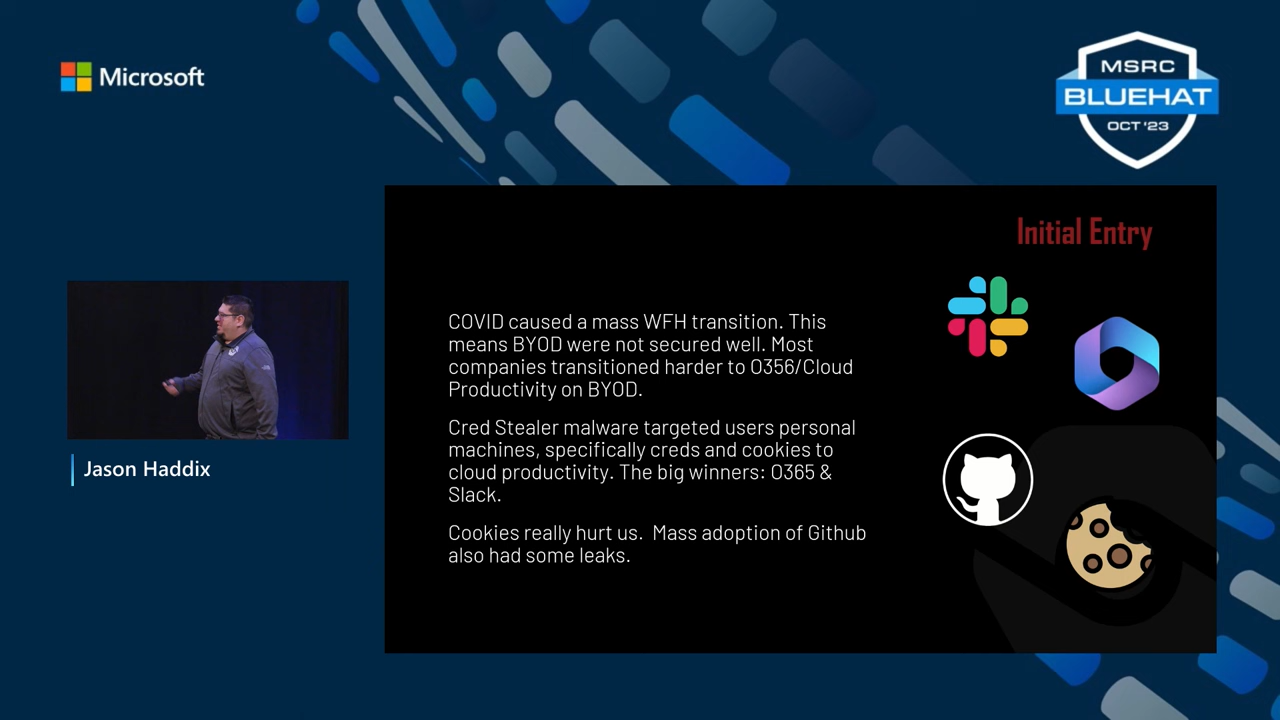 Microsoft
MSRC
BLUEHAT
OCT '23
Initial Entry
COVID caused a mass WFH transition. This
means BYOD were not secured well. Most
companies transitioned harder to O356/Cloud
Productivity on BYOD.
Cred Stealer malware targeted users personal
machines, specifically creds and cookies to
cloud productivity. The big winners: O365 &
Slack.
Cookies really hurt us. Mass adoption of Github
also had some leaks.
Jason Haddix